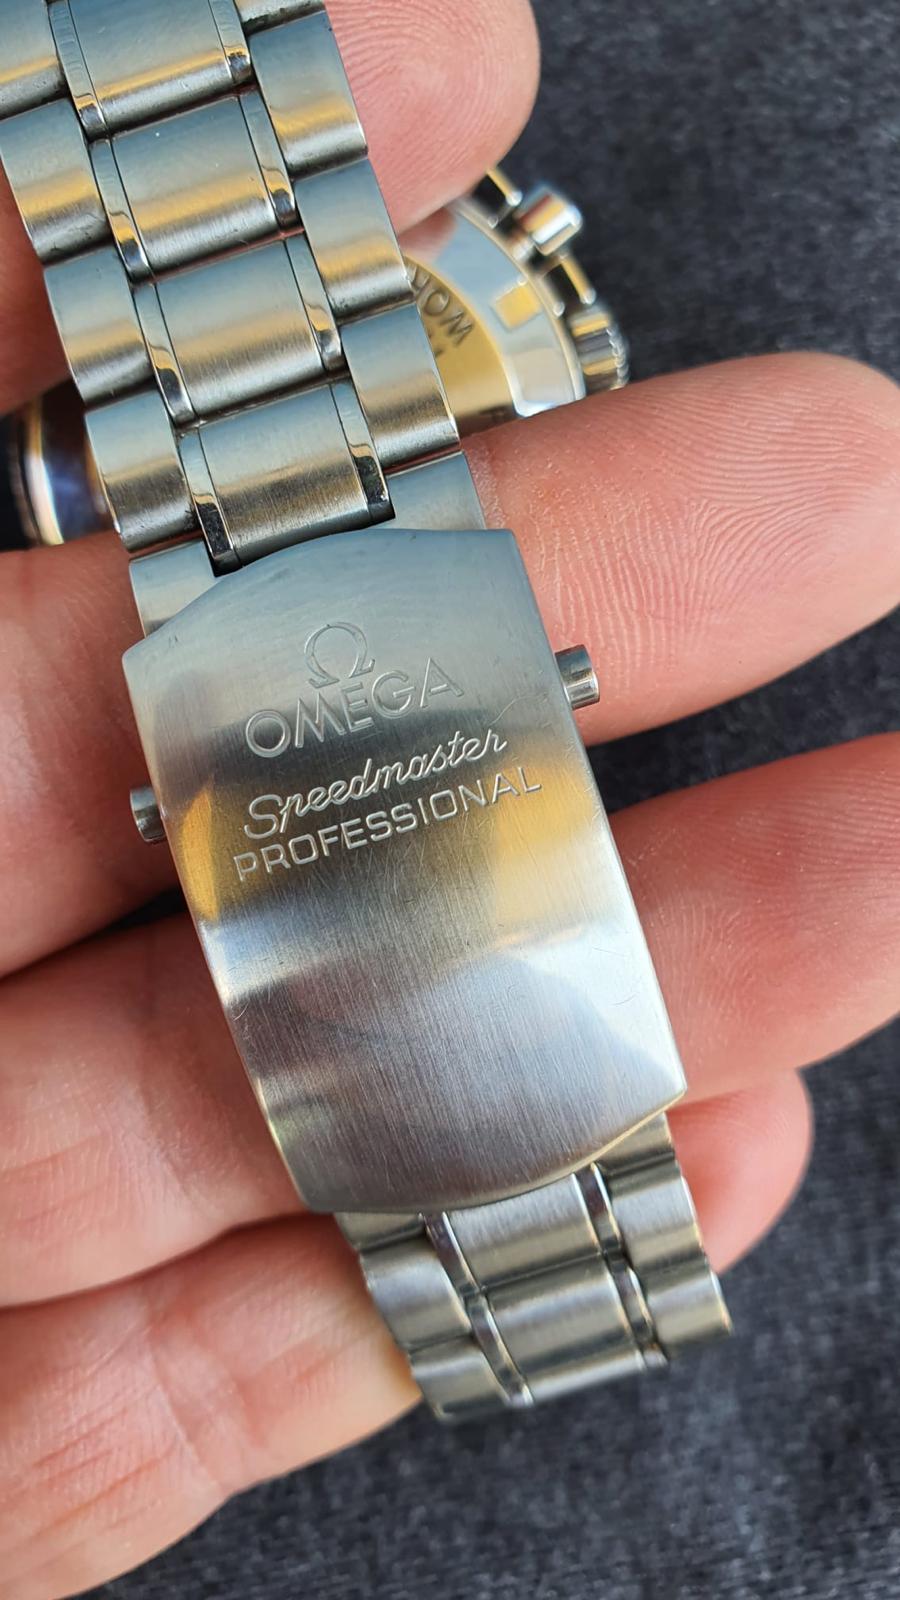 Ω
OMEGA
Speedmaster
PROFESSIONAL